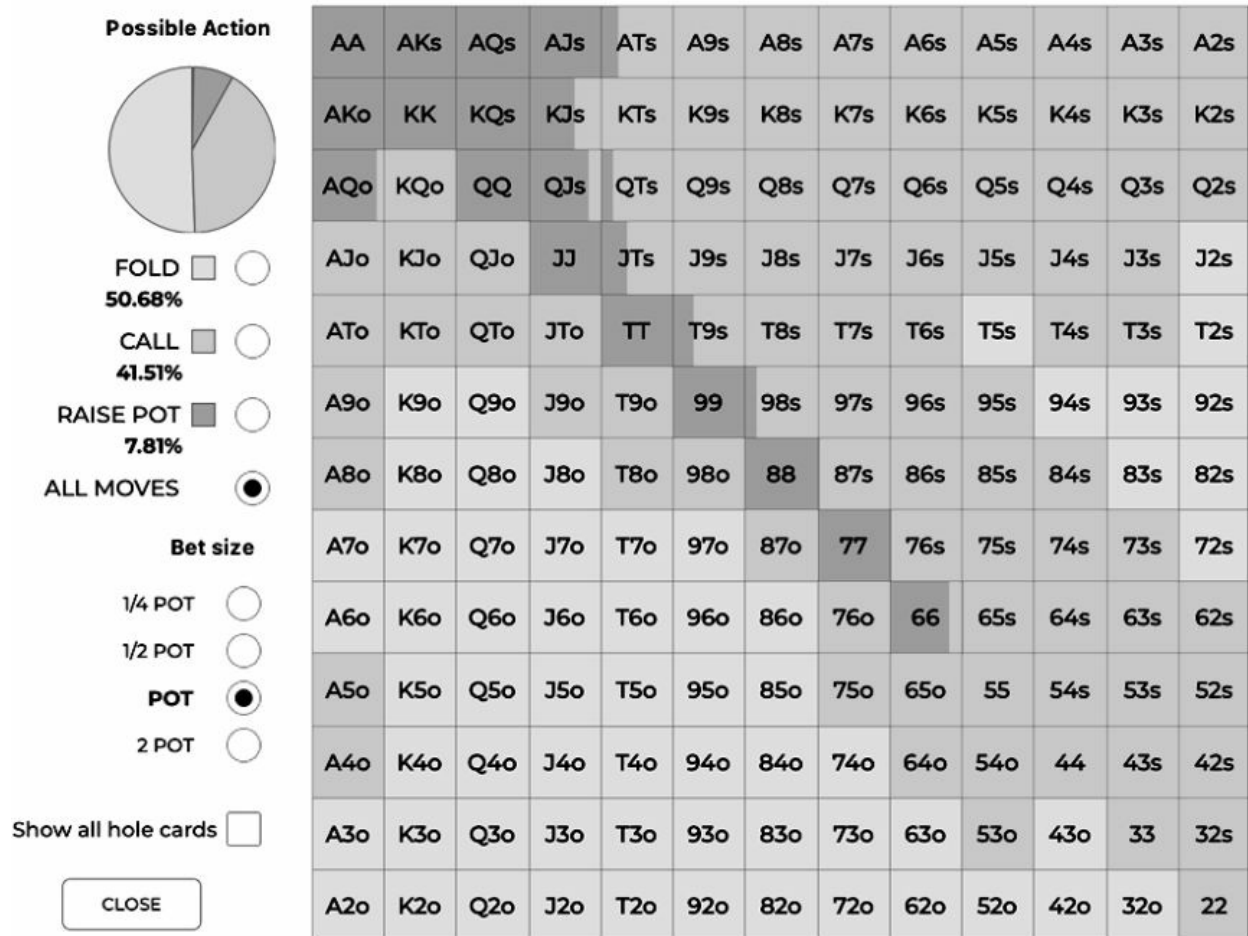 Possible Action
FOLD
50.68%
CALL
41.51%
RAISE POT
7.81%
ALL MOVES
Bet size
1/4 POT
1/2 POT
POT
2 POT
Show all hole cards
CLOSE
AA AKs AQs AJs ATs A9s A8s A7s A6s A5s A4s A3s A2s
AKo KK KQs KJs KTs K9s K8s K7s K6s K5s K4s K3s K2s
AQo KQo QQ QJs QTs Q9s Q8s Q7s Q6s Q5s Q4s Q3s Q2s
AJo KJo QJo JJ JTs J9s J8s J7s J6s J5s J4s J3s J2s
ATo KTo QTo JTo TT T9s T8s T7s T6s T5s T4s T3s T2s
A9o K9o Q9o J9o T9o 99 98s 97s 96s 95s 94s 93s 92s
A8o K8o Q8o J8o T8o 98o 88 87s 86s 85s 84s 83s 82s
A7o K7o Q7o J7o T7o 97o 87o 77 76s 75s 74s 73s 72s
A6o K6o Q6o J6o T6o 96o 86o 76o 66 65s 64s 63s 62s
A5o K5o Q5o J5o T5o 95o 85o 75o 65o 55 54s 53s 52s
A4o K4o Q4o J4o T4o 94o 84o 74o 64o 54o 44 43s 42s
A3o K3o Q3o J3o T3o 93o 83o 73o 63o 53o 43o 33 32s
A2o K2o Q2o J2o T2o 92o 82o 72o 62o 52o 42o 32o 22